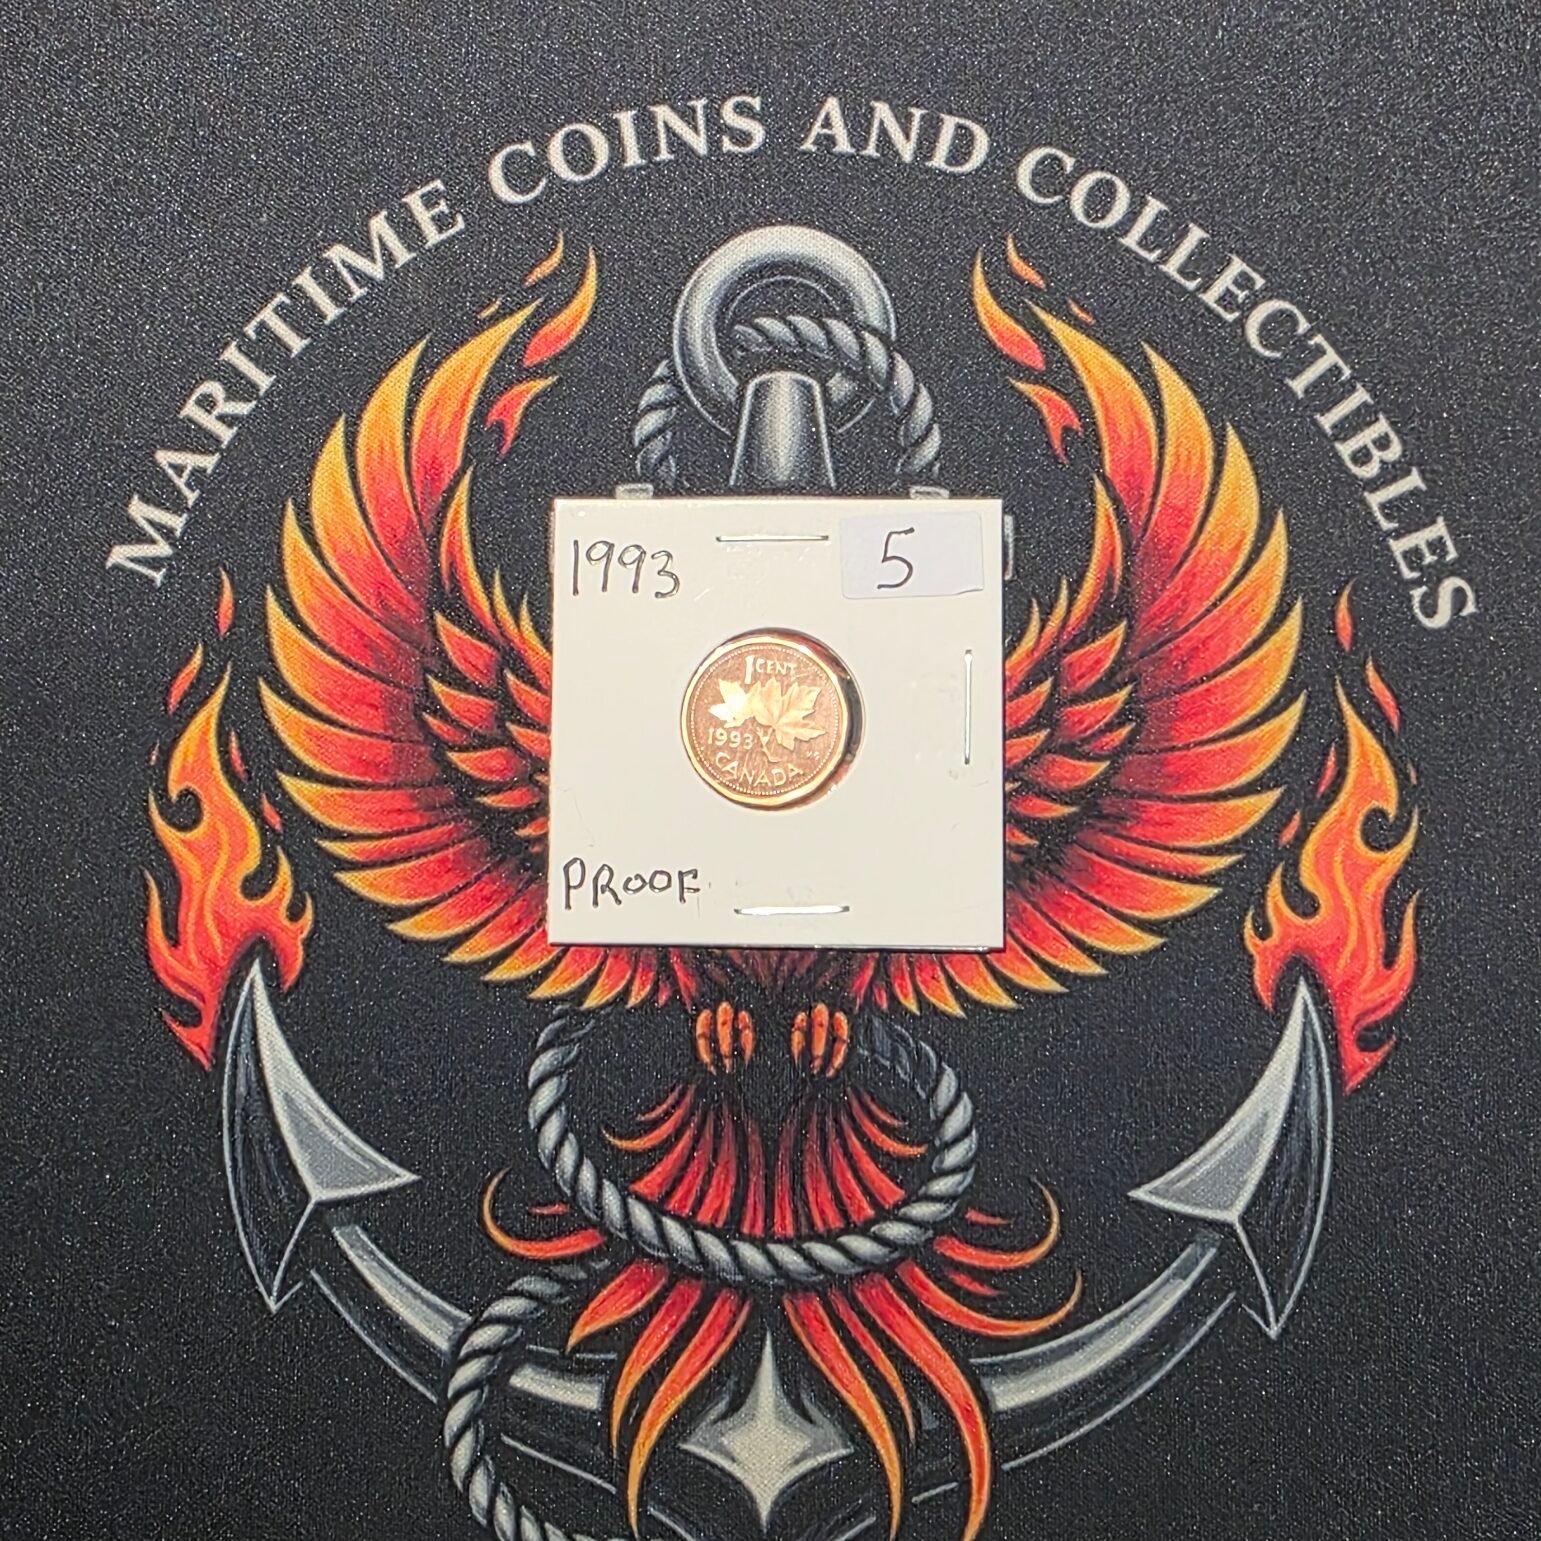 MARITIME COINS AND COLLECTIBLES
1993
5
1 CENT
1993
CANADA
PROOF